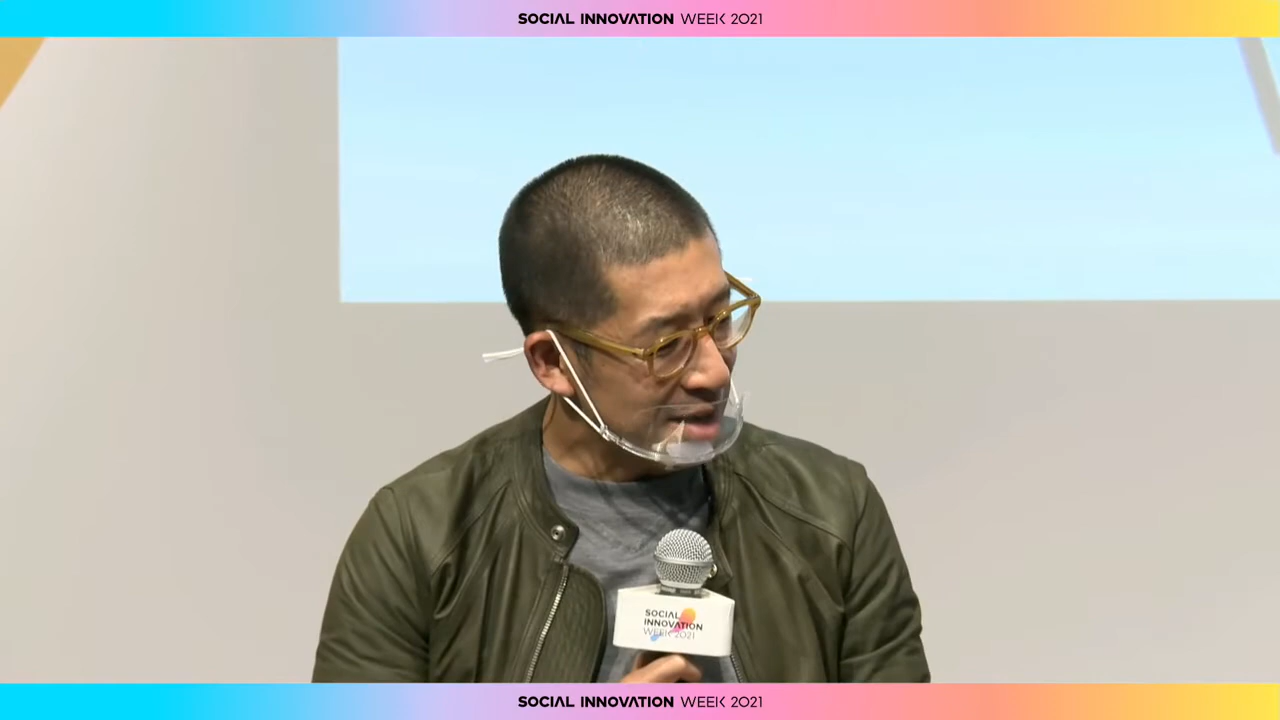 SOCIAL INNOVATION WEEK 2021
SOCIAL
INNOVATION
WEEK 2021
SOCIAL INNOVATION WEEK 2021